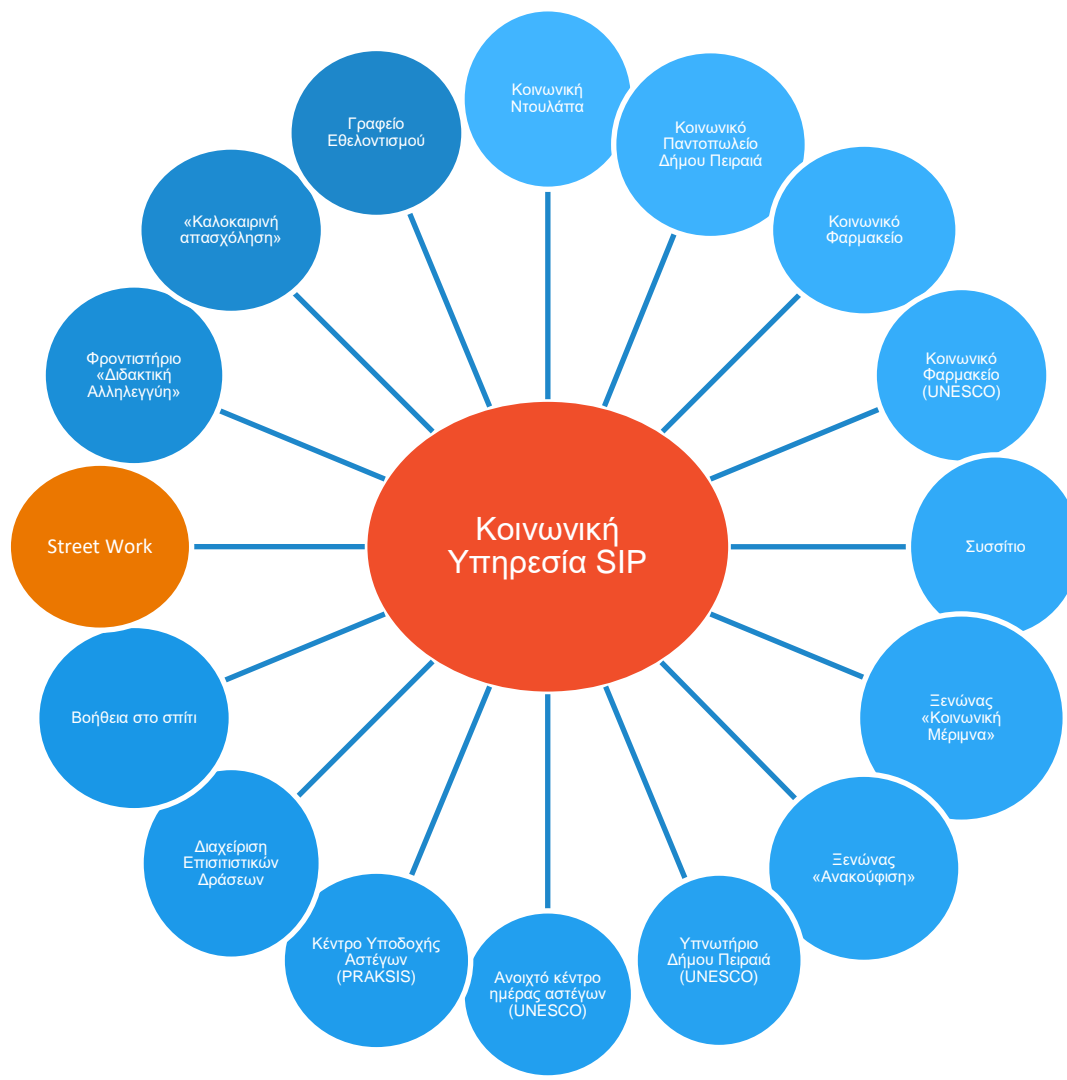 Κοινωνική
Ντουλάπα
Κοινωνικό
Παντοπωλείο
Δήμου Πειραιά
Κοινωνικό
Φαρμακείο
Κοινωνικό
Φαρμακείο
(UNESCO)
Συσσίτιο
Ξενώνας
«Κοινωνική
Μέριμνα»
Ξενώνας
«Ανακούφιση»
Υπνωτήριο
Δήμου Πειραιά
(UNESCO)
Ανοιχτό κέντρο
ημέρας αστέγων
(UNESCO)
Κέντρο Υποδοχής
Αστέγων
(PRAKSIS)
Διαχείριση
Επισιτιστικών
Δράσεων
Βοήθεια στο σπίτι
Street Work
Φροντιστήριο
«Διδακτική
Αλληλεγγύη»
«Καλοκαιρινή
απασχόληση»
Γραφείο
Εθελοντισμού
Κοινωνική
Υπηρεσία SIP